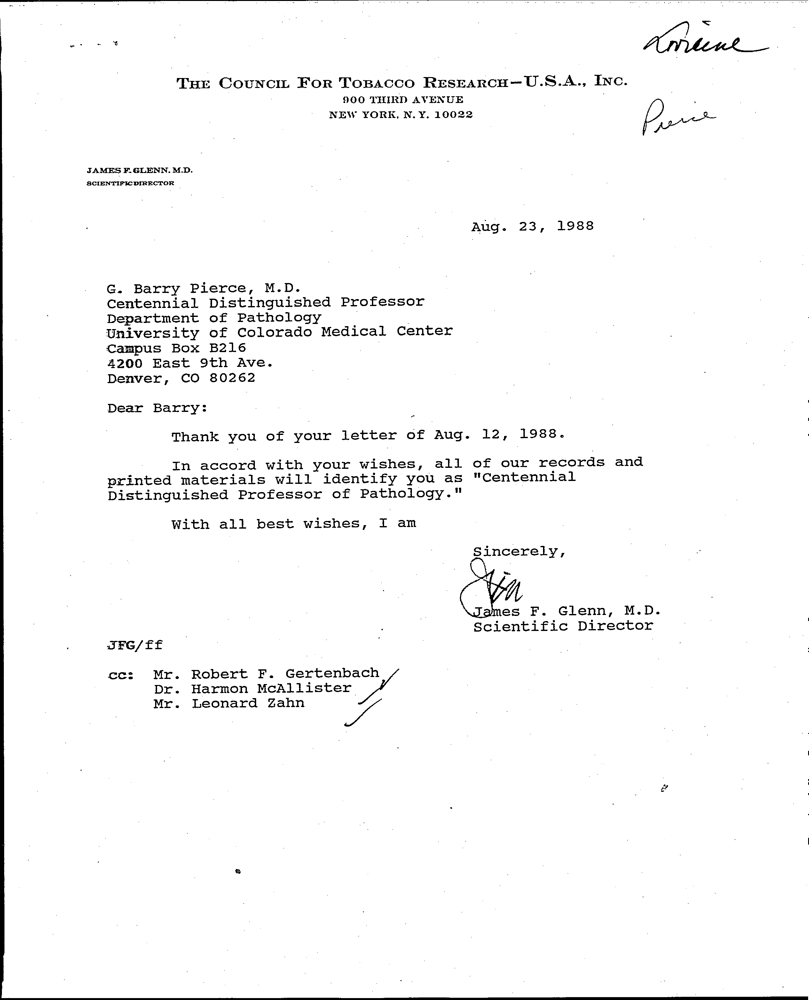 Lorraine
THE COUNCIL FOR TOBACCO RESEARCH—U.S.A., INC.
900 THIRD AVENUE
NEW YORK, N.Y. 10022
Pierce
JAMES F. GLENN, M.D.
SCIENTIFIC DIRECTOR
Aug. 23, 1988
G. Barry Pierce, M.D.
Centennial Distinguished Professor
Department of Pathology
University of Colorado Medical Center
Campus Box B216
4200 East 9th Ave.
Denver, CO 80262
Dear Barry:
Thank you of your letter of Aug. 12, 1988.
In accord with your wishes, all of our records and
printed materials will identify you as "Centennial
Distinguished Professor of Pathology."
With all best wishes, I am
Sincerely,
Jim
James F. Glenn, M.D.
Scientific Director
JFG/ff
cc: Mr. Robert F. Gertenbach
Dr. Harmon McAllister
Mr. Leonard Zahn